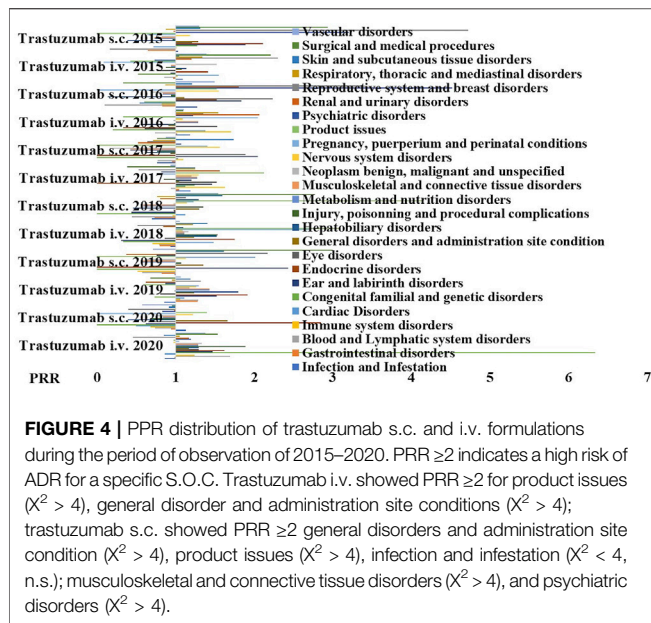 Trastuzumab s.c. 2015
Trastuzumab i.v. 2015
Trastuzumab s.c. 2016
Trastuzumab i.v. 2016
Trastuzumab s.c. 2017
Trastuzumab i.v. 2017
Trastuzumab s.c. 2018
Trastuzumab i.v. 2018
Trastuzumab s.c. 2019
Trastuzumab i.v. 2019
Trastuzumab s.c. 2020
Trastuzumab i.v. 2020
Vascular disorders
Surgical and medical procedures
Skin and subcutaneous tissue disorders
Respiratory, thoracic and mediastinal disorders
Reproductive system and breast disorders
Renal and urinary disorders
Psychiatric disorders
Product issues
Pregnancy, puerperium and perinatal conditions
Nervous system disorders
Neoplasm benign, malignant and unspecified
Musculoskeletal and connective tissue disorders
Metabolism and nutrition disorders
Injury, poisonning and procedural complications
Hepatobiliary disorders
General disorders and administration site condition
Eye disorders
Endocrine disorders
Ear and labirinth disorders
Congenital familial and genetic disorders
Cardiac Disorders
Immune system disorders
Blood and Lymphatic system disorders
Gastrointestinal disorders
Infection and Infestation
PRR 0 1 2 3 4 5 6 7
FIGURE 4 | PPR distribution of trastuzumab s.c. and i.v. formulations
during the period of observation of 2015–2020. PRR ≥2 indicates a high risk of
ADR for a specific S.O.C. Trastuzumab i.v. showed PRR ≥2 for product issues
(X² > 4), general disorder and administration site conditions (X² > 4);
trastuzumab s.c. showed PRR ≥2 general disorders and administration site
condition (X² > 4), product issues (X² > 4), infection and infestation (X² < 4,
n.s.); musculoskeletal and connective tissue disorders (X² > 4), and psychiatric
disorders (X² > 4).